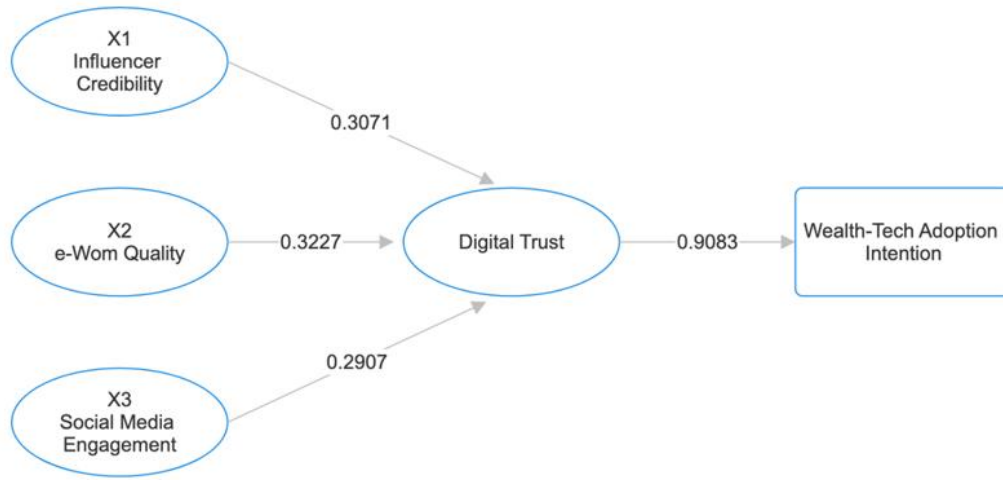 X1
Influencer
Credibility
0.3071
X2
e-Wom Quality
0.3227
Digital Trust
0.9083
Wealth-Tech Adoption
Intention
0.2907
X3
Social Media
Engagement